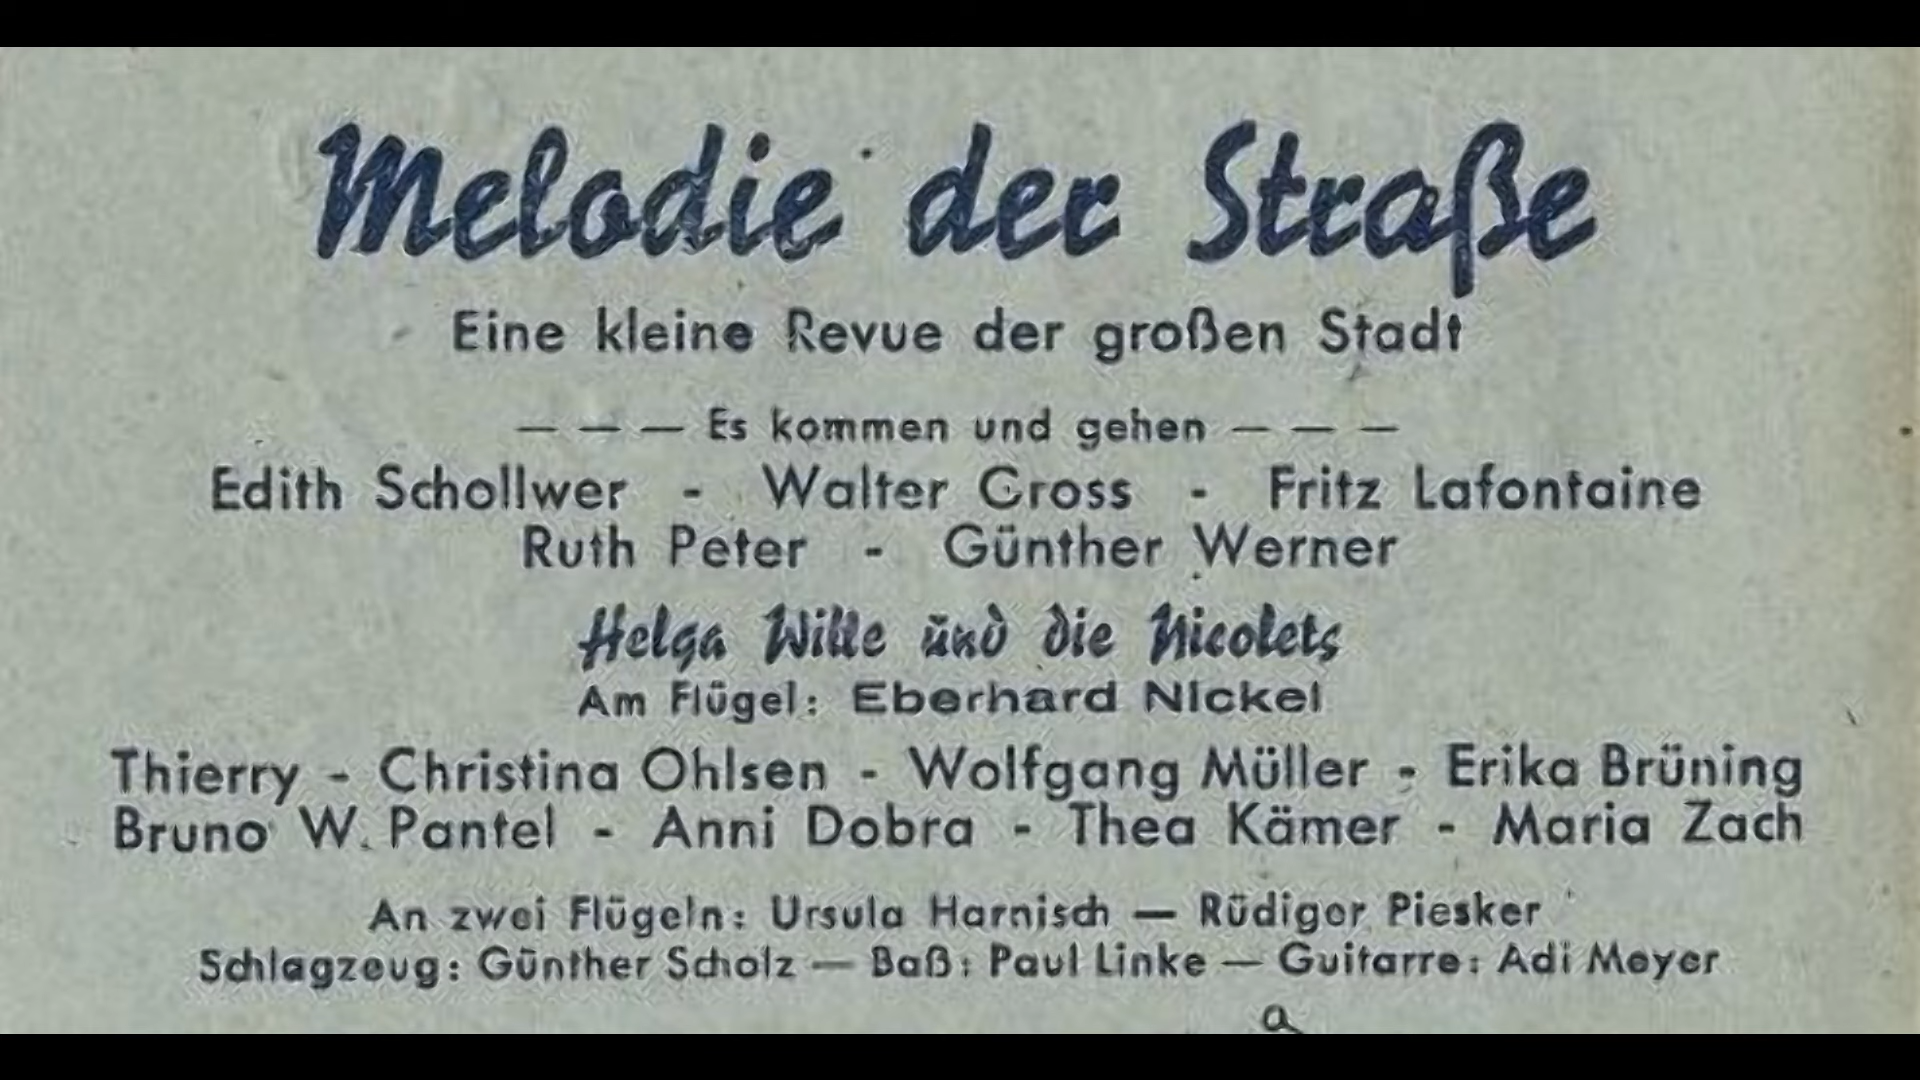 Melodie der Straße
Eine kleine Revue der großen Stadt
— — — Es kommen und gehen — — —
Edith Schollwer - Walter Gross - Fritz Lafontaine
Ruth Peter - Günther Werner
Helga Wille und die Nicolets
Am Flügel: Eberhard Nickel
Thierry - Christina Ohlsen - Wolfgang Müller - Erika Brüning
Bruno W. Pantel - Anni Dobra - Thea Kämer - Maria Zach
An zwei Flügeln: Ursula Harnisch — Rüdiger Piesker
Schlagzeug: Günther Scholz — Baß: Paul Linke — Guitarre: Adi Meyer